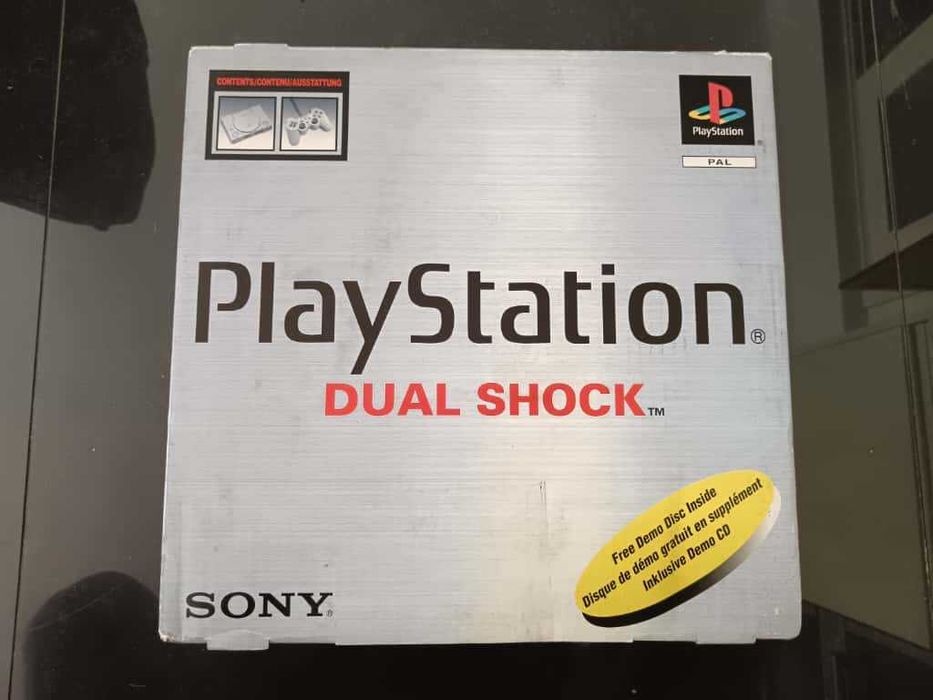 CONTENTS/CONTENU/AUSSTATTUNG
PlayStation
PAL
PlayStation®
DUAL SHOCK™
Free Demo Disc Inside
Disque de démo gratuit en supplément
Inklusive Demo CD
SONY®